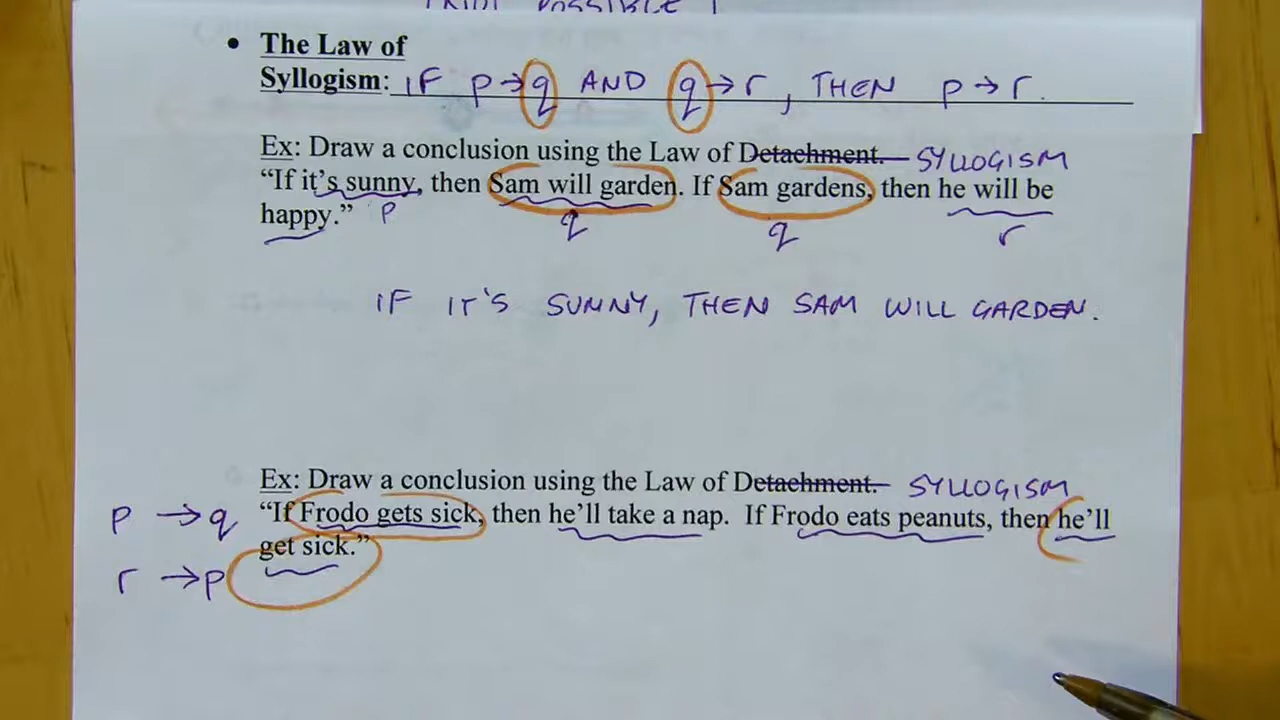 • The Law of
Syllogism: IF p→q AND q→r, THEN p→r.
Ex: Draw a conclusion using the Law of Detachment. SYLLOGISM
“If it’s sunny, then Sam will garden. If Sam gardens, then he will be
happy.” P
q q r
IF IT'S SUNNY, THEN SAM WILL GARDEN.
Ex: Draw a conclusion using the Law of Detachment. SYLLOGISM
p → q “If Frodo gets sick, then he’ll take a nap. If Frodo eats peanuts, then he’ll
get sick.”
r → p